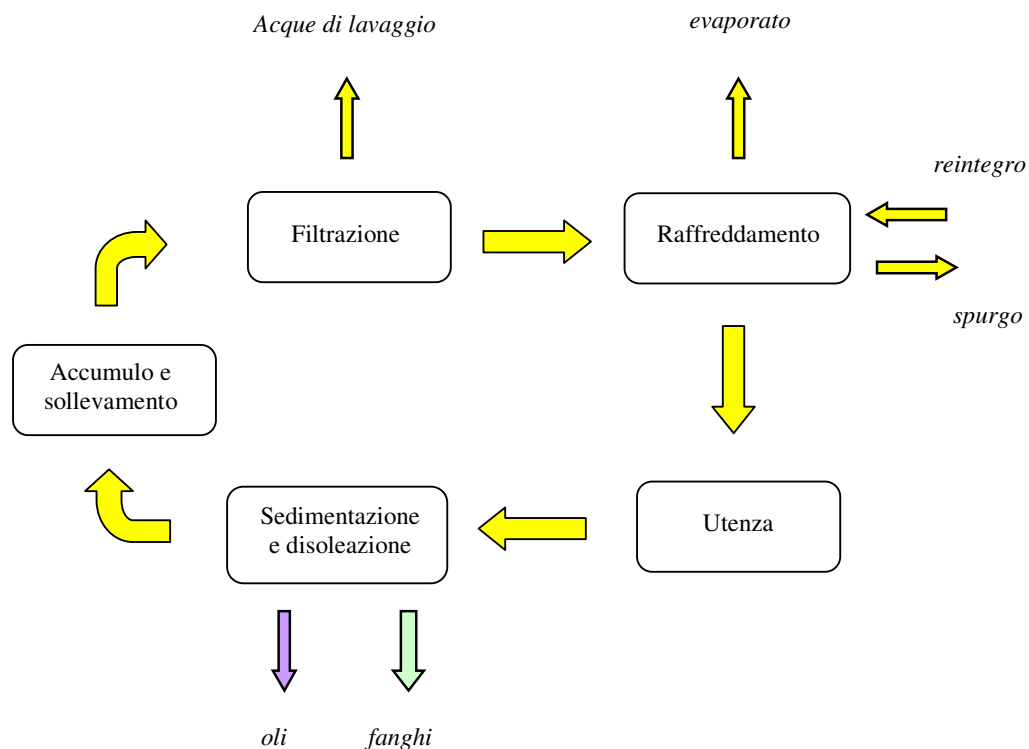 Acque di lavaggio
evaporato
reintegro
Filtrazione
Raffreddamento
spurgo
Accumulo e
sollevamento
Sedimentazione
e disoleazione
Utenza
oli
fanghi